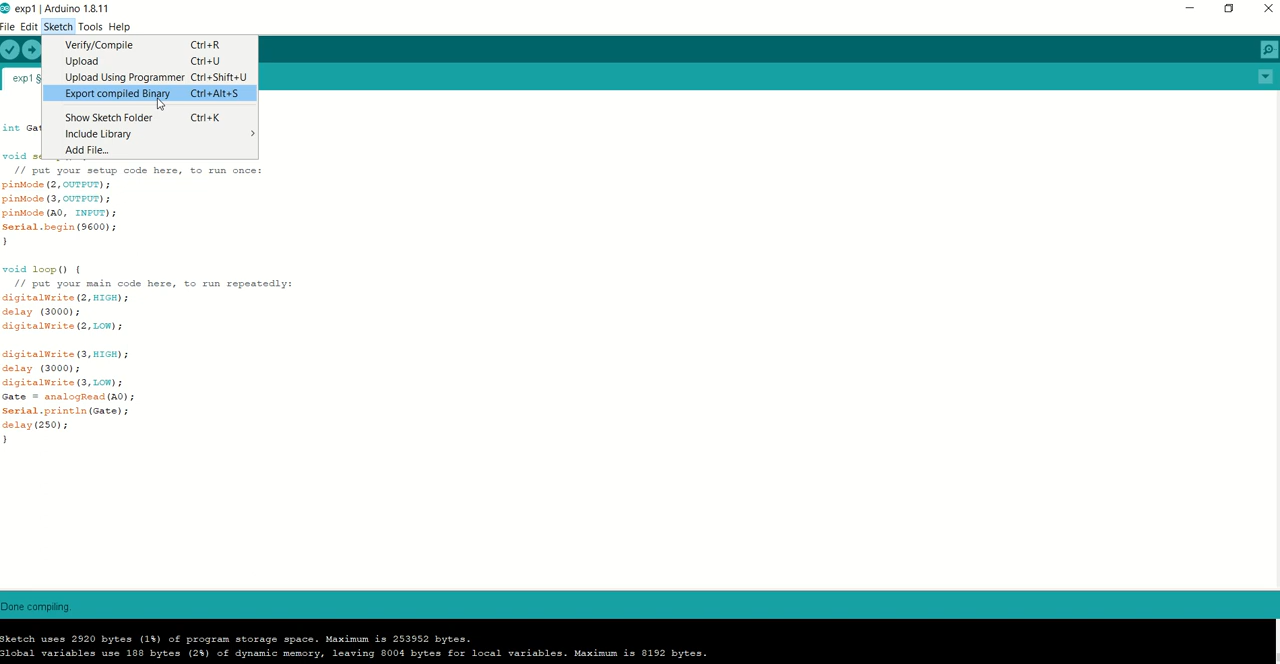 exp1 | Arduino 1.8.11
File Edit Sketch Tools Help
Verify/Compile Ctrl+R
Upload Ctrl+U
Upload Using Programmer Ctrl+Shift+U
Export compiled Binary Ctrl+Alt+S
Show Sketch Folder Ctrl+K
Include Library
Add File...
exp1 §
int Gat
void se
// put your setup code here, to run once:
pinMode(2,OUTPUT);
pinMode(3,OUTPUT);
pinMode(A0, INPUT);
Serial.begin(9600);
}
void loop() {
// put your main code here, to run repeatedly:
digitalWrite(2,HIGH);
delay (3000);
digitalWrite(2,LOW);
digitalWrite(3,HIGH);
delay (3000);
digitalWrite(3,LOW);
Gate = analogRead(A0);
Serial.println(Gate);
delay(250);
}
Done compiling.
Sketch uses 2920 bytes (1%) of program storage space. Maximum is 253952 bytes.
Global variables use 188 bytes (2%) of dynamic memory, leaving 8004 bytes for local variables. Maximum is 8192 bytes.